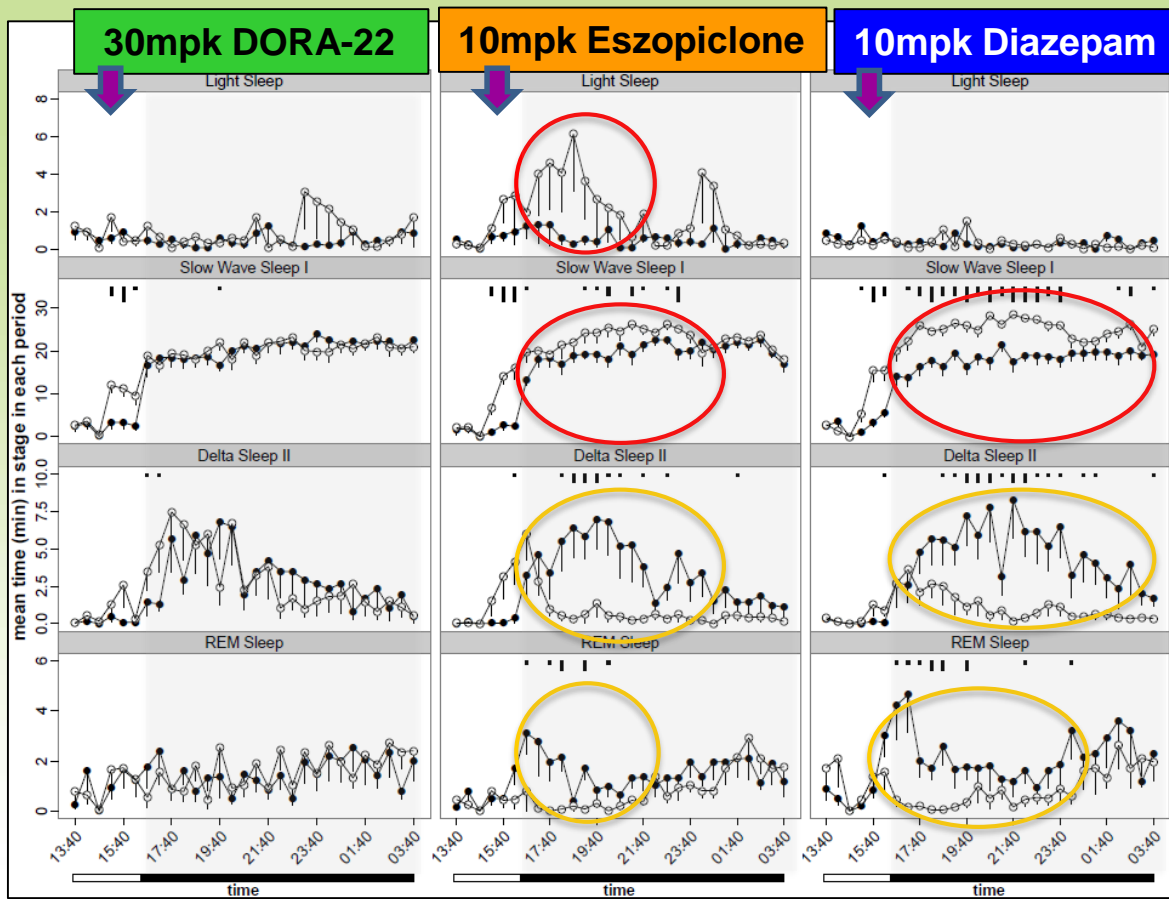 30mpk DORA-22
10mpk Eszopiclone
10mpk Diazepam
Light Sleep
Light Sleep
Light Sleep
8
6
4
2
0
Slow Wave Sleep I
Slow Wave Sleep I
Slow Wave Sleep I
30
20
10
0
Delta Sleep II
Delta Sleep II
Delta Sleep II
10.0
7.5
5.0
2.5
0.0
REM Sleep
REM Sleep
REM Sleep
6
4
2
0
mean time (min) in stage in each period
13:40 15:40 17:40 19:40 21:40 23:40 01:40 03:40
13:40 15:40 17:40 19:40 21:40 23:40 01:40 03:40
13:40 15:40 17:40 19:40 21:40 23:40 01:40 03:40
time
time
time